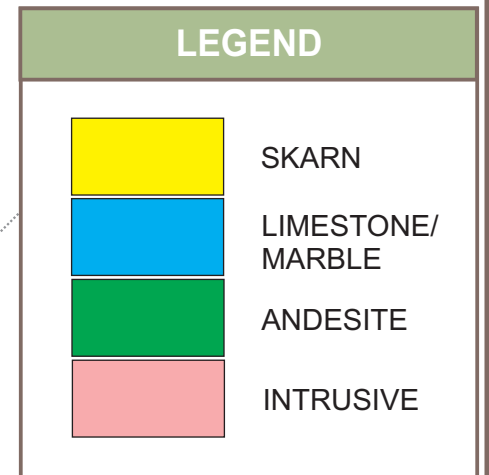 LEGEND
SKARN
LIMESTONE/
MARBLE
ANDESITE
INTRUSIVE